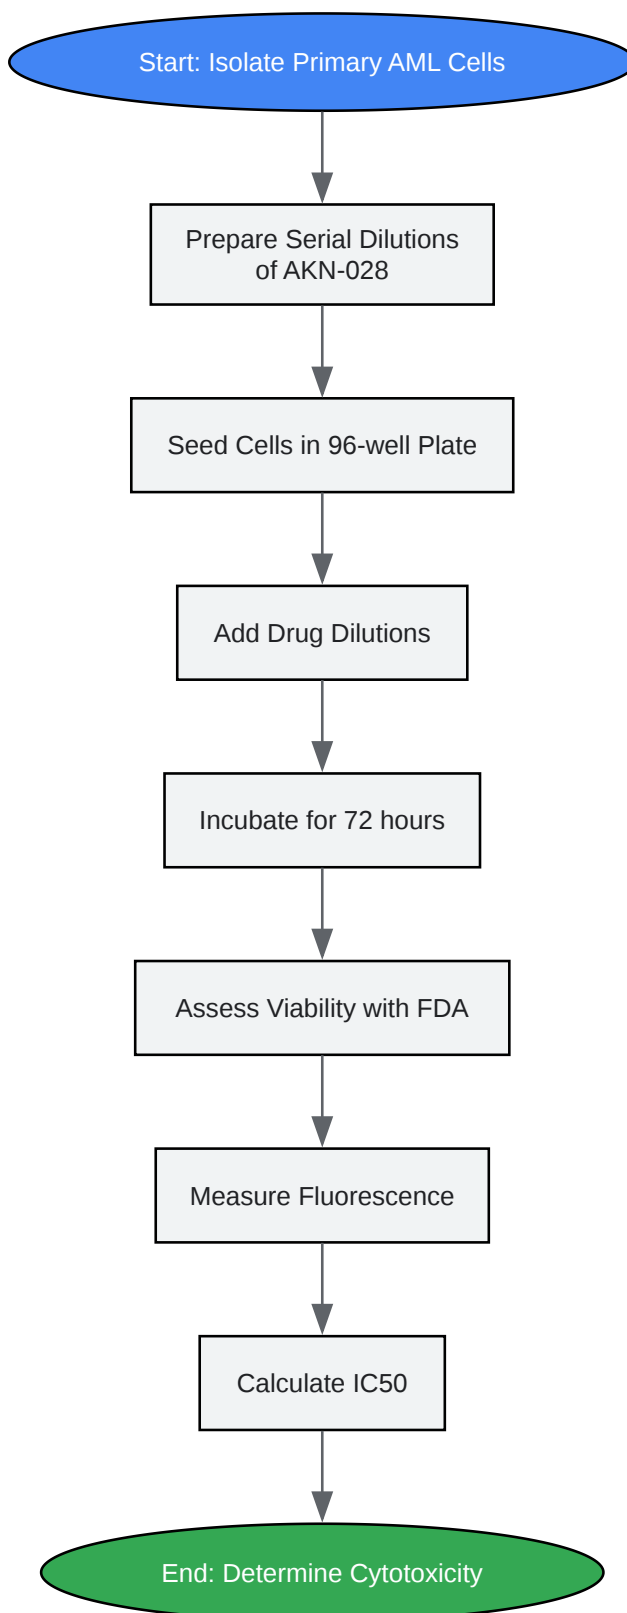 Start: Isolate Primary AML Cells
Prepare Serial Dilutions
of AKN-028
Seed Cells in 96-well Plate
Add Drug Dilutions
Incubate for 72 hours
Assess Viability with FDA
Measure Fluorescence
Calculate IC50
End: Determine Cytotoxicity